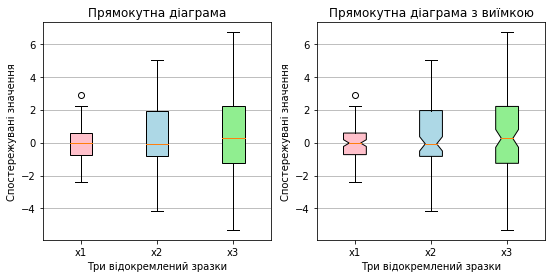 Прямокутна діаграма
Спостережувані значення
6
4
2
0
−2
−4
x1
x2
x3
Три відокремлений зразки
Прямокутна діаграма з виїмкою
Спостережувані значення
6
4
2
0
−2
−4
x1
x2
x3
Три відокремлений зразки